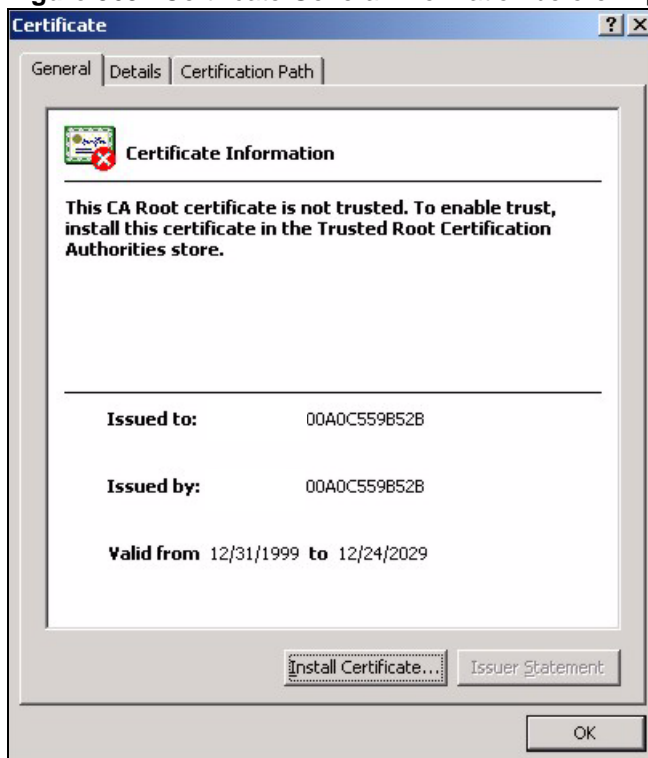 Certificate
General
Details
Certification Path
Certificate Information
This CA Root certificate is not trusted. To enable trust,
install this certificate in the Trusted Root Certification
Authorities store.
Issued to: 00A0C559B52B
Issued by: 00A0C559B52B
Valid from 12/31/1999 to 12/24/2029
Install Certificate...
Issuer Statement
OK